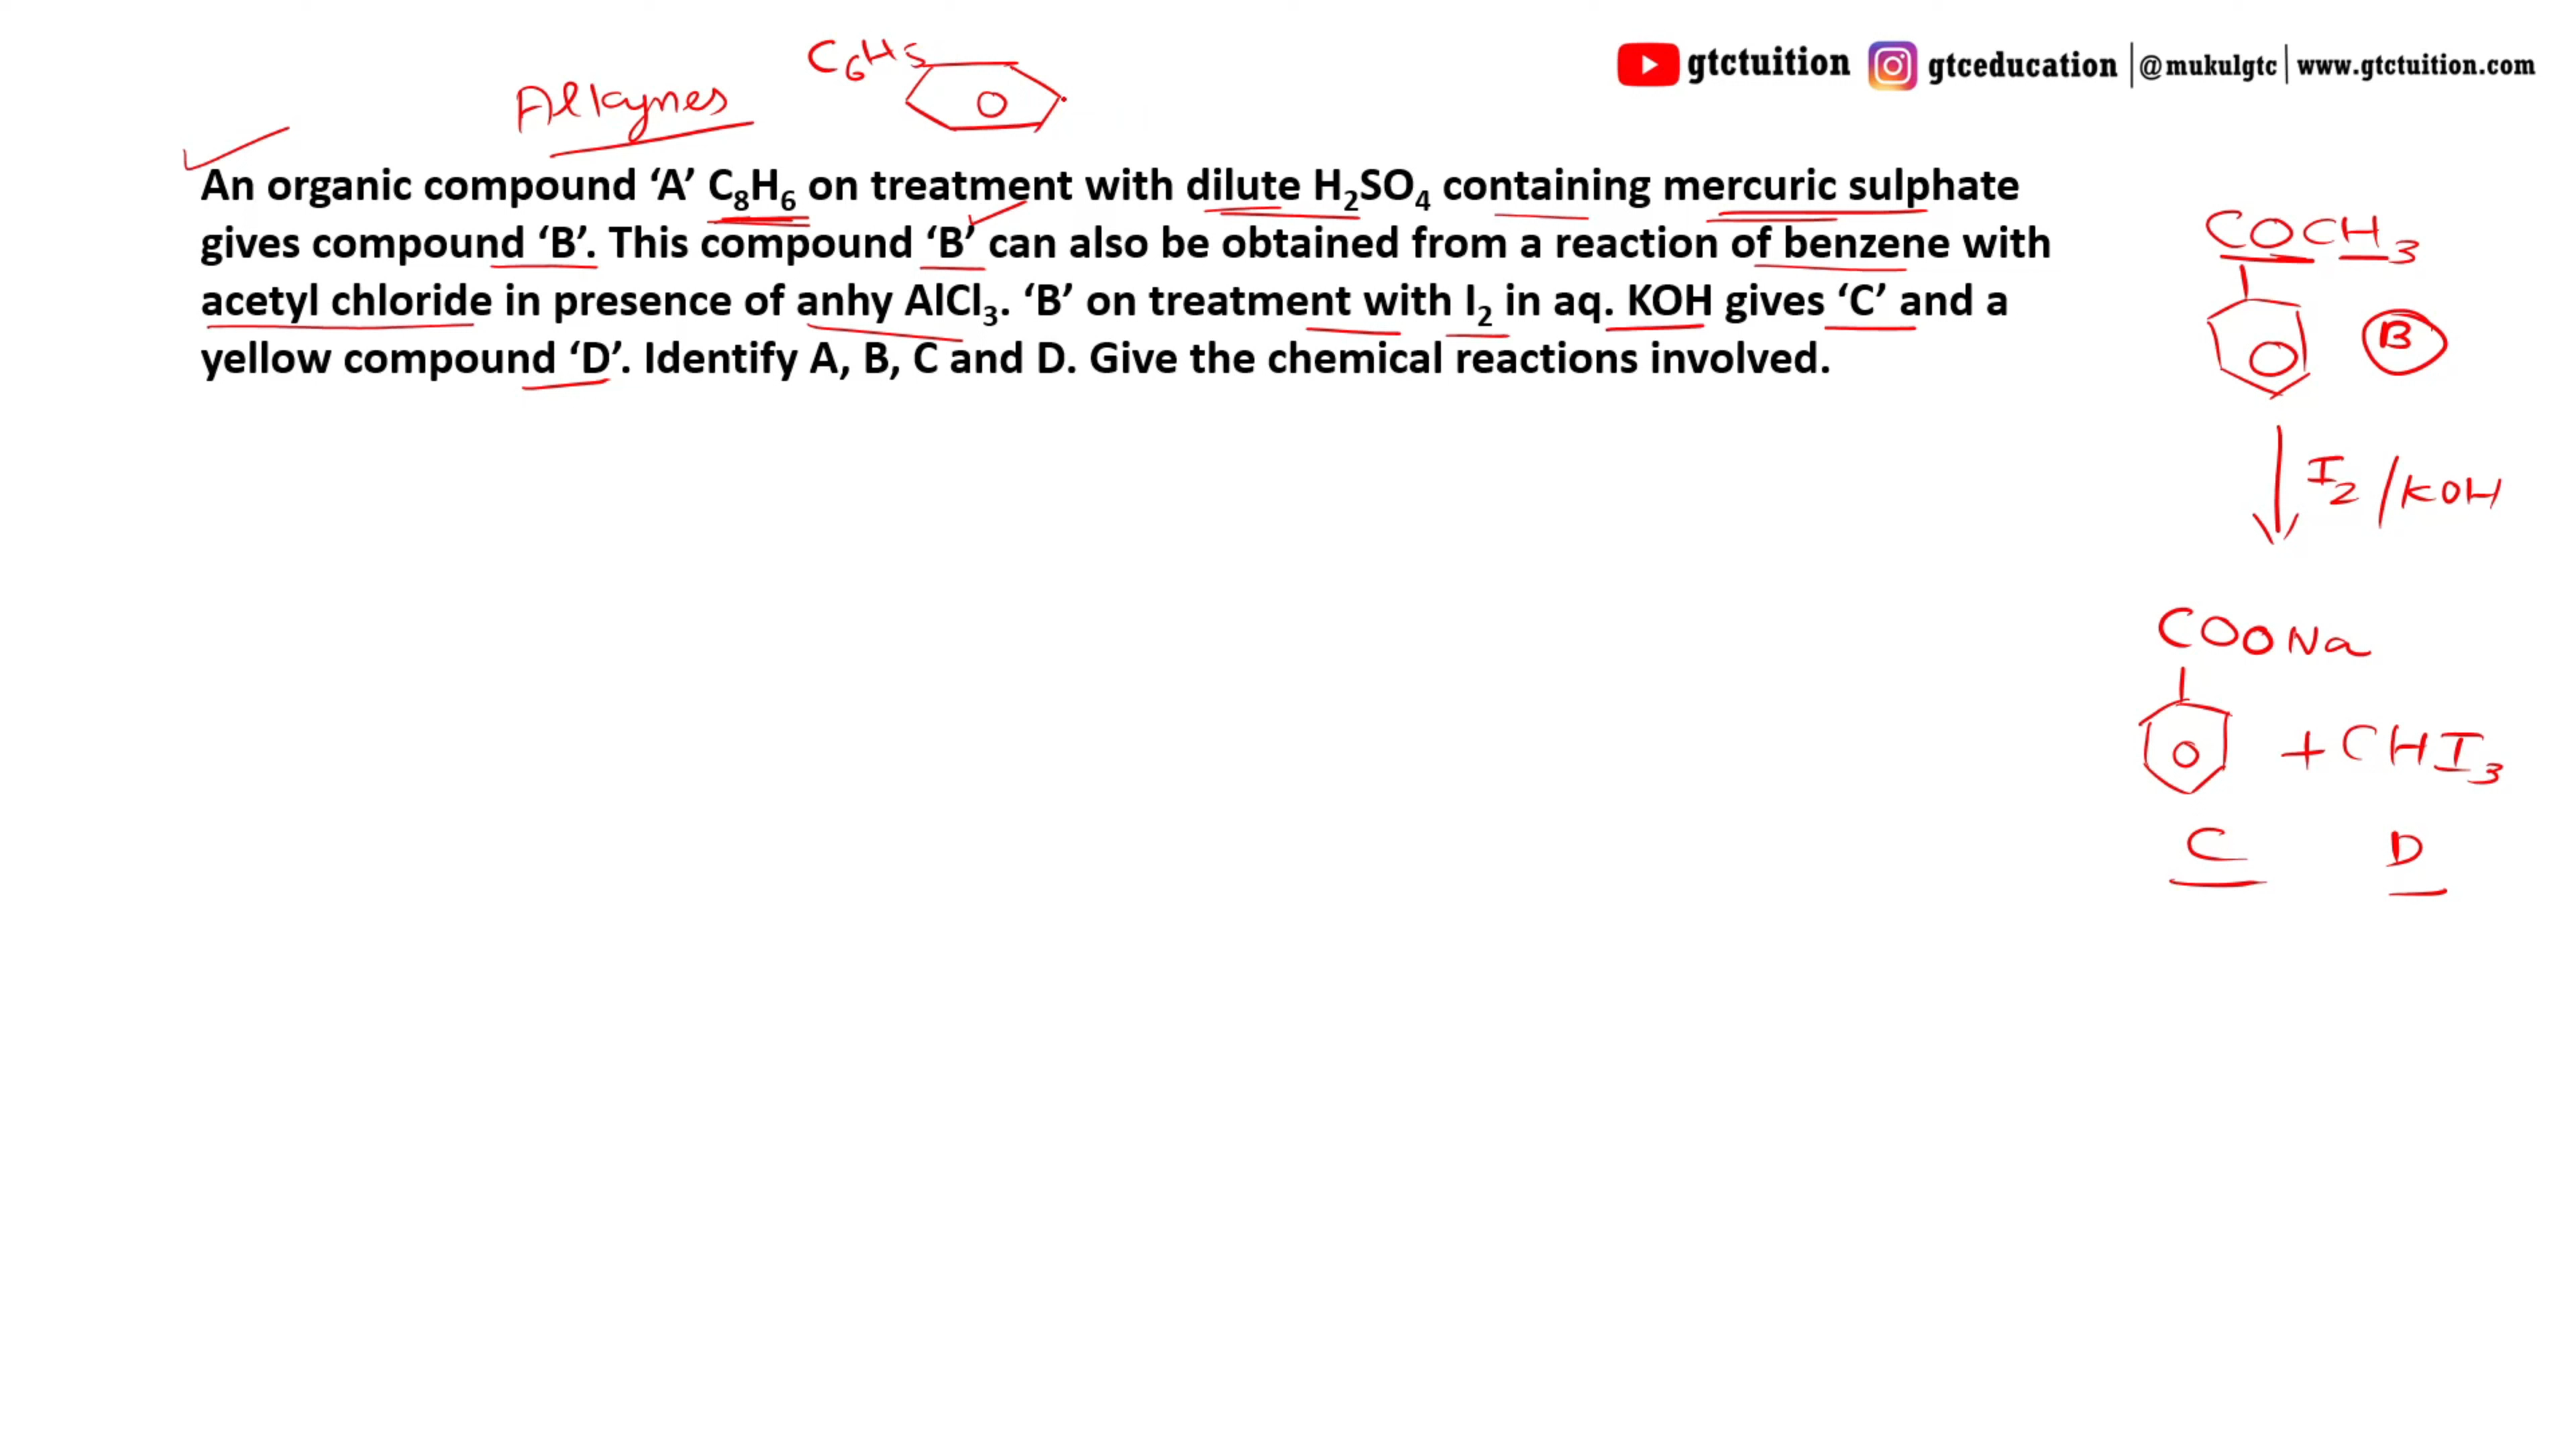 gtctuition gtceducation @mukulgtc www.gtctuition.com
C6H5
Alkynes
An organic compound ‘A’ C₈H₆ on treatment with dilute H₂SO₄ containing mercuric sulphate
gives compound ‘B’. This compound ‘B’ can also be obtained from a reaction of benzene with
acetyl chloride in presence of anhy AlCl₃. ‘B’ on treatment with I₂ in aq. KOH gives ‘C’ and a
yellow compound ‘D’. Identify A, B, C and D. Give the chemical reactions involved.
COCH3
B
I2 /KOH
COONa
+ CHI3
C D